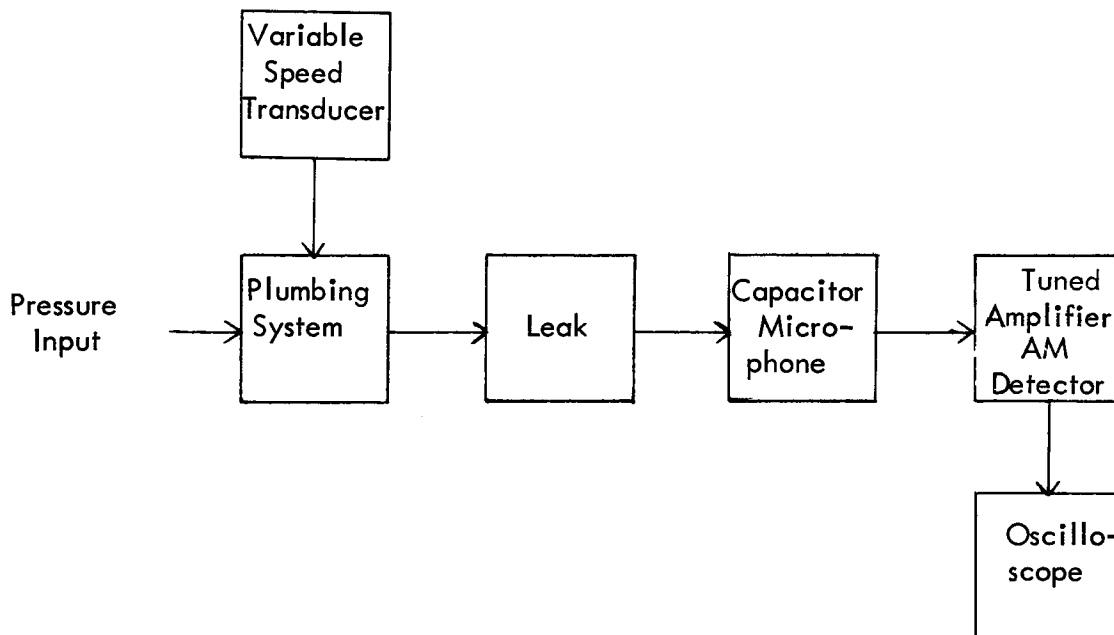 Variable
Speed
Transducer
Pressure
Input
Plumbing
System
Leak
Capacitor
Micro-
phone
Tuned
Amplifier
AM
Detector
Oscillo-
scope